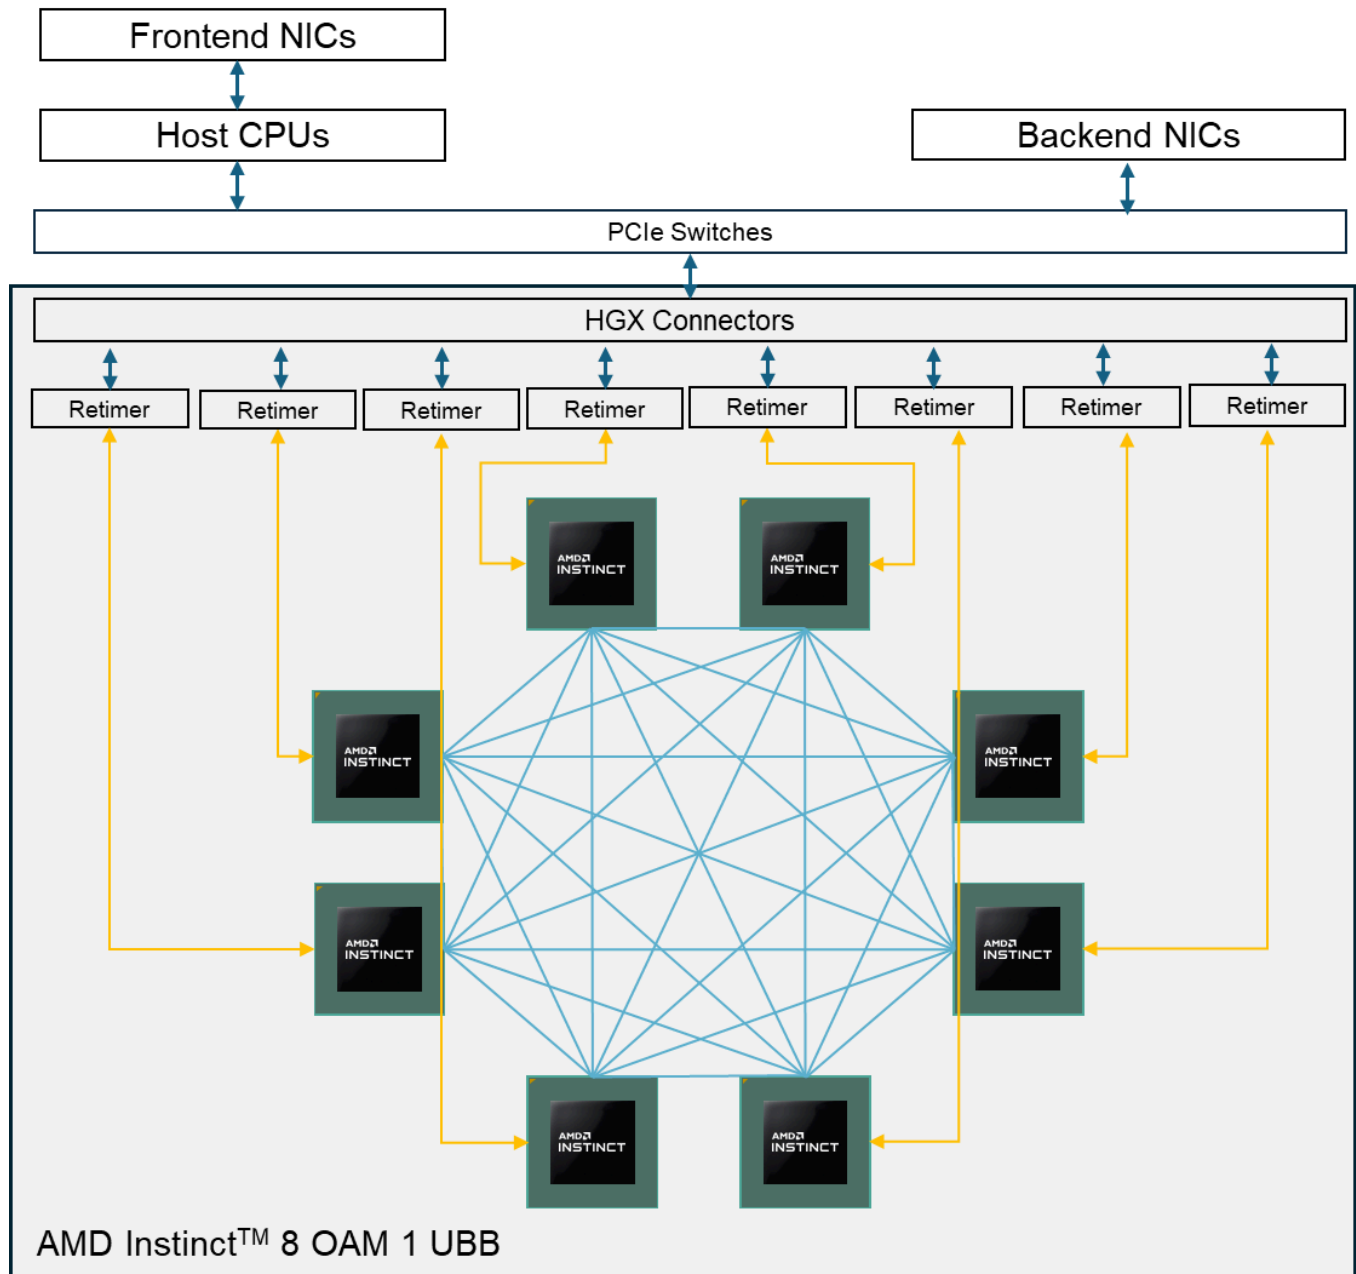 Frontend NICs
Host CPUs
Backend NICs
PCIe Switches
HGX Connectors
Retimer
Retimer
Retimer
Retimer
Retimer
Retimer
Retimer
Retimer
AMD
INSTINCT
AMD
INSTINCT
AMD
INSTINCT
AMD
INSTINCT
AMD
INSTINCT
AMD
INSTINCT
AMD
INSTINCT
AMD
INSTINCT
AMD Instinct™ 8 OAM 1 UBB